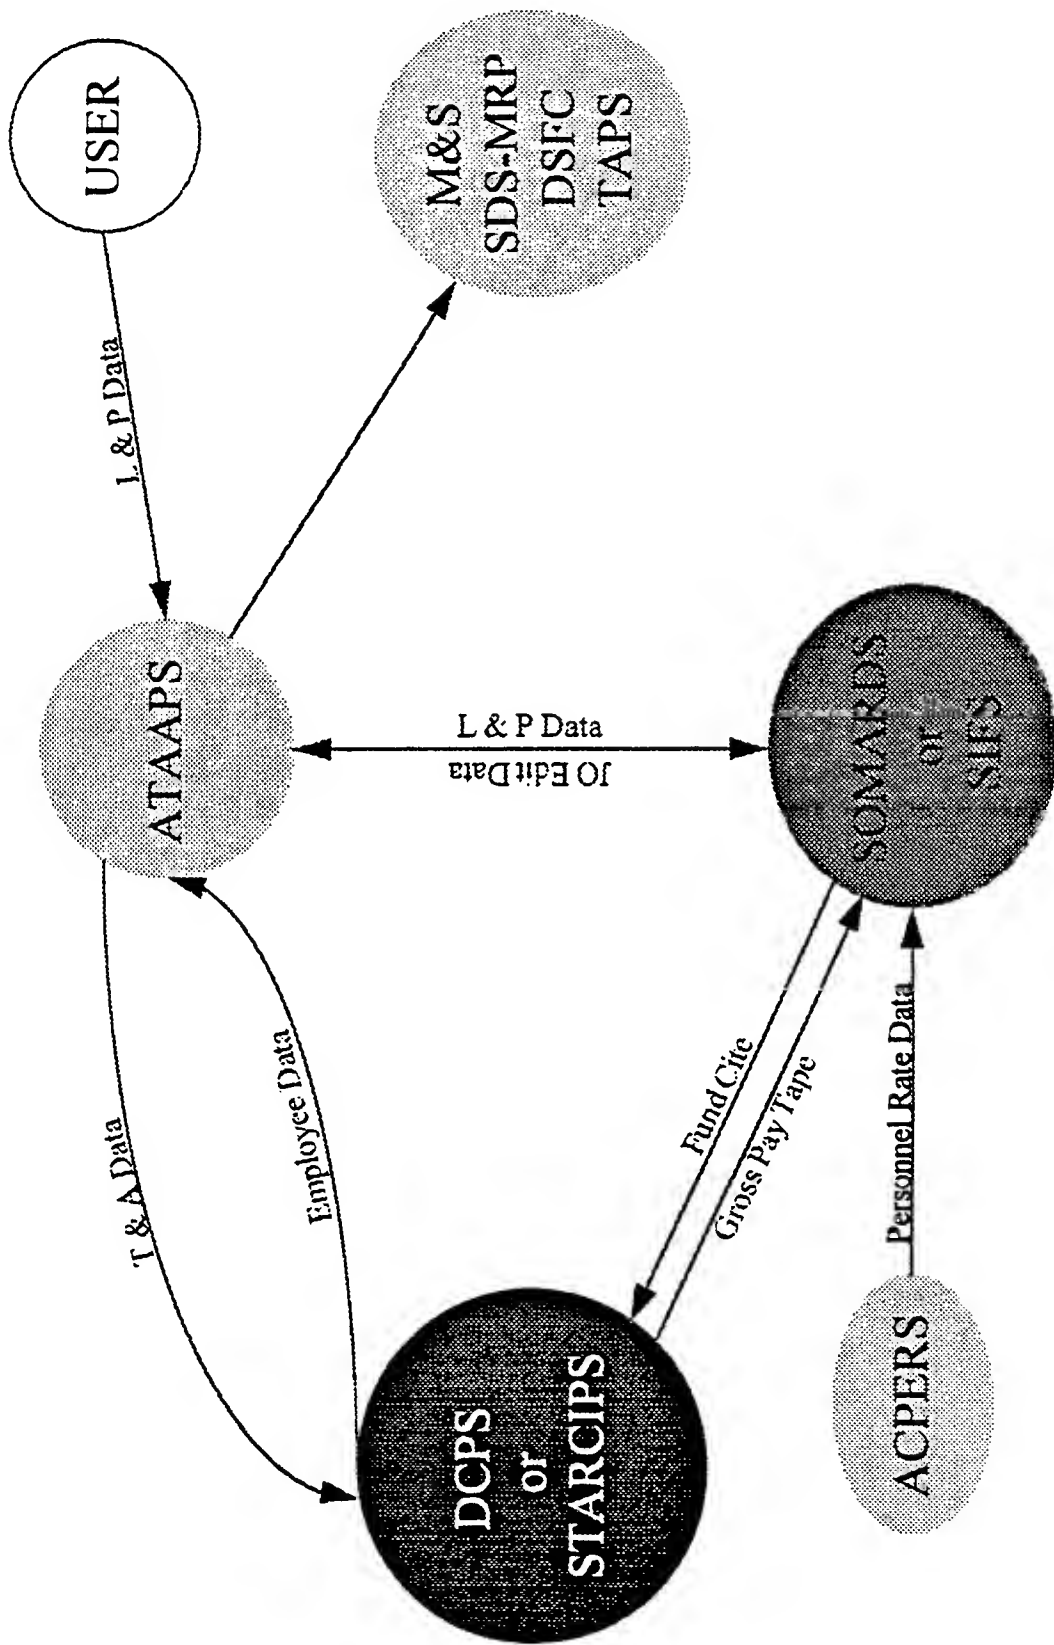 USER
L & P Data
ATAAPS
T & A Data
Employee Data
M&S
SDS-MRP
DSFC
TAPS
L & P Data
JO Edit Data
DCPS
or
STARCIPS
Fund Cite
Gross Pay Tape
SOMARDS
or
SIFS
Personnel Rate Data
ACPERS